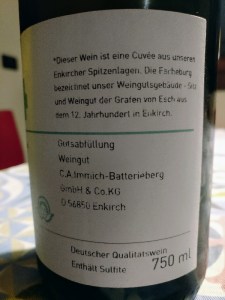 *Dieser Wein ist eine Cuvée aus unseren
Enkircher Spitzenlagen. Die Escheburg
bezeichnet unser Weingutsgebäude - Sitz
und Weingut der Grafen von Esch aus
dem 12. Jahrhundert in Enkirch.
Gutsabfüllung
Weingut
C.A.Immich-Batterieberg
GmbH & Co.KG
D 56850 Enkirch
Deutscher Qualitätswein
Enthält Sulfite
750 ml